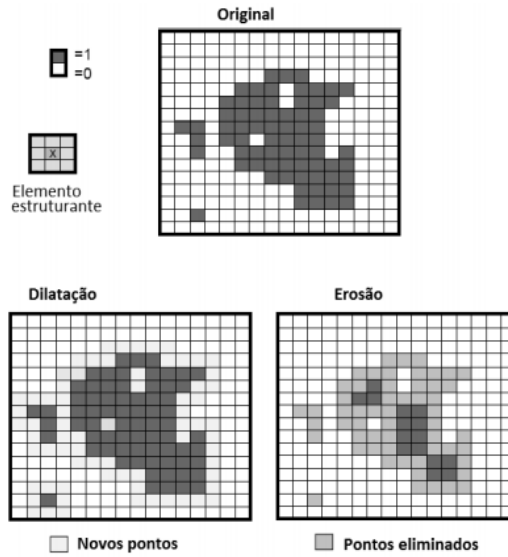 Original
=1
=0
x
Elemento
estruturante
Dilatação
Erosão
Novos pontos
Pontos eliminados